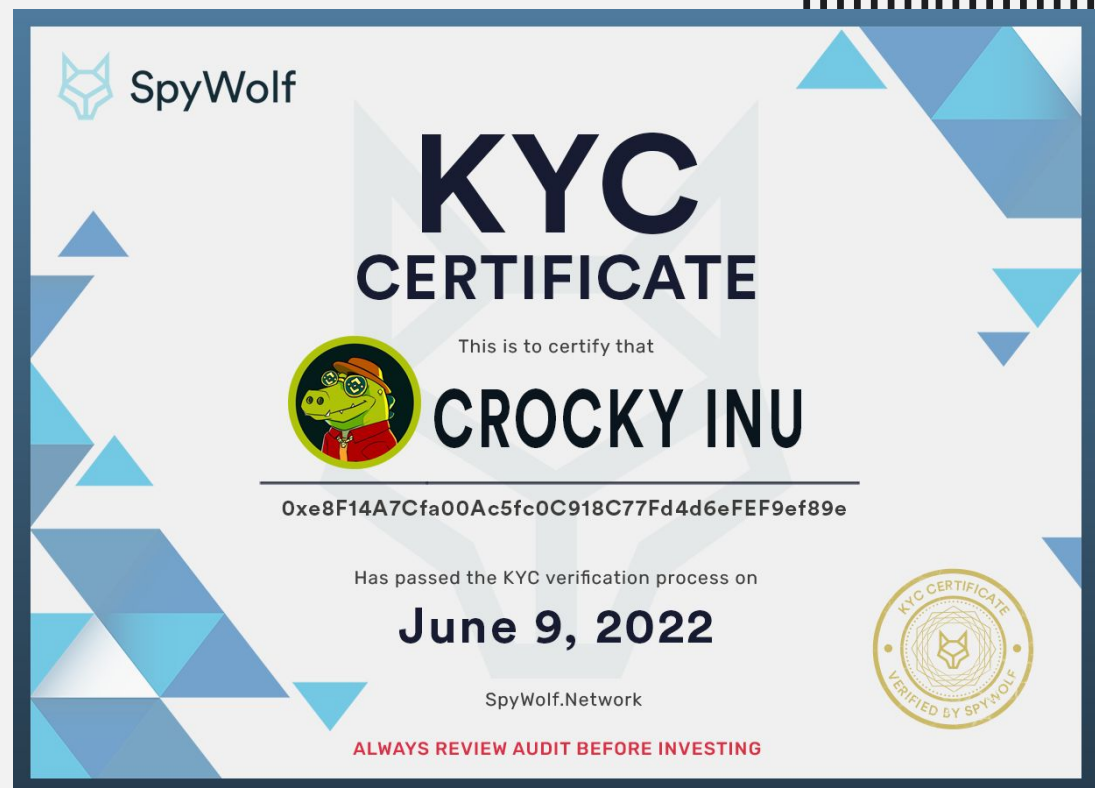 SpyWolf
KYC
CERTIFICATE
This is to certify that
CROCKY INU
0xe8F14A7Cfa00Ac5fc0C918C77Fd4d6eFEF9ef89e
Has passed the KYC verification process on
June 9, 2022
KYC CERTIFICATE
VERIFIED BY SPYWOLF
SpyWolf.Network
ALWAYS REVIEW AUDIT BEFORE INVESTING